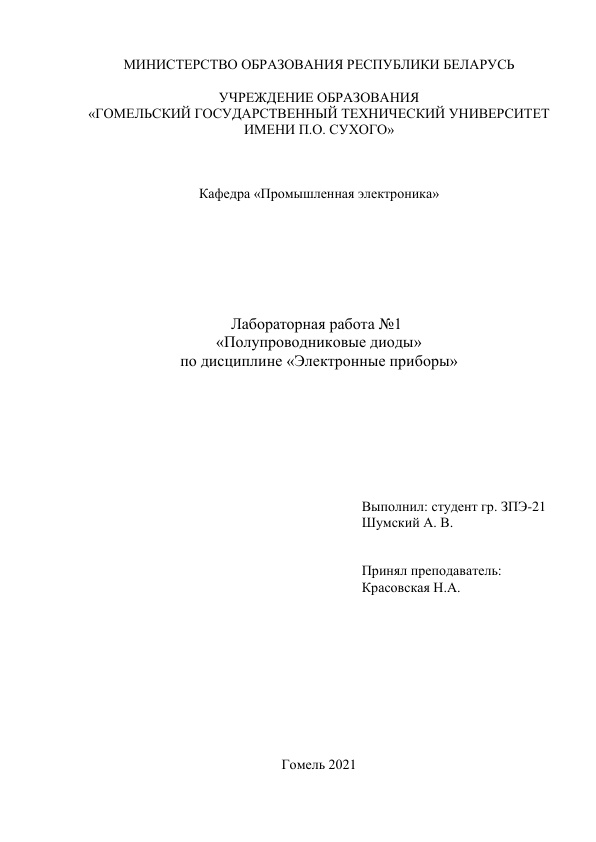 МИНИСТЕРСТВО ОБРАЗОВАНИЯ РЕСПУБЛИКИ БЕЛАРУСЬ
УЧРЕЖДЕНИЕ ОБРАЗОВАНИЯ
«ГОМЕЛЬСКИЙ ГОСУДАРСТВЕННЫЙ ТЕХНИЧЕСКИЙ УНИВЕРСИТЕТ
ИМЕНИ П.О. СУХОГО»
Кафедра «Промышленная электроника»
Лабораторная работа №1
«Полупроводниковые диоды»
по дисциплине «Электронные приборы»
Выполнил: студент гр. ЗПЭ-21
Шумский А. В.
Принял преподаватель:
Красовская Н.А.
Гомель 2021